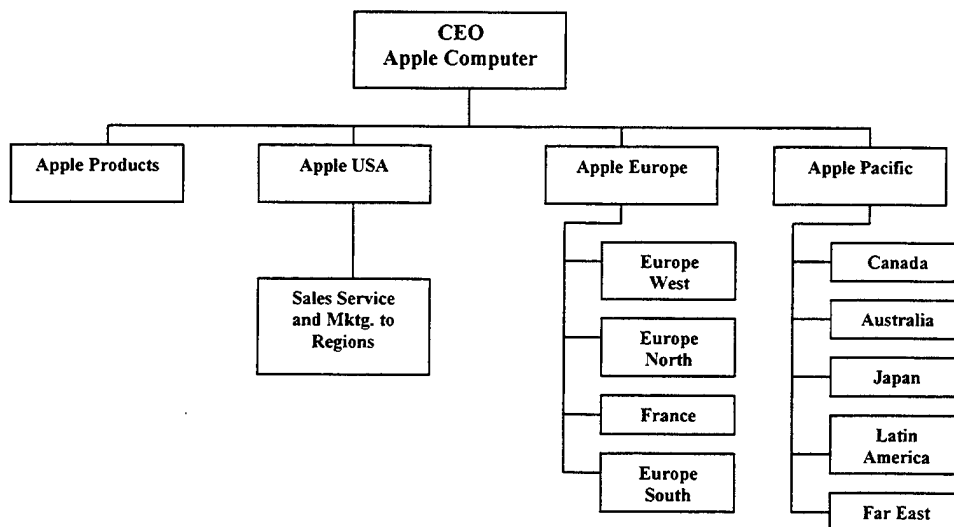 CEO
Apple Computer
Apple Products
Apple USA
Apple Europe
Apple Pacific
Sales Service
and Mktg. to
Regions
Europe
West
Europe
North
France
Europe
South
Canada
Australia
Japan
Latin
America
Far East